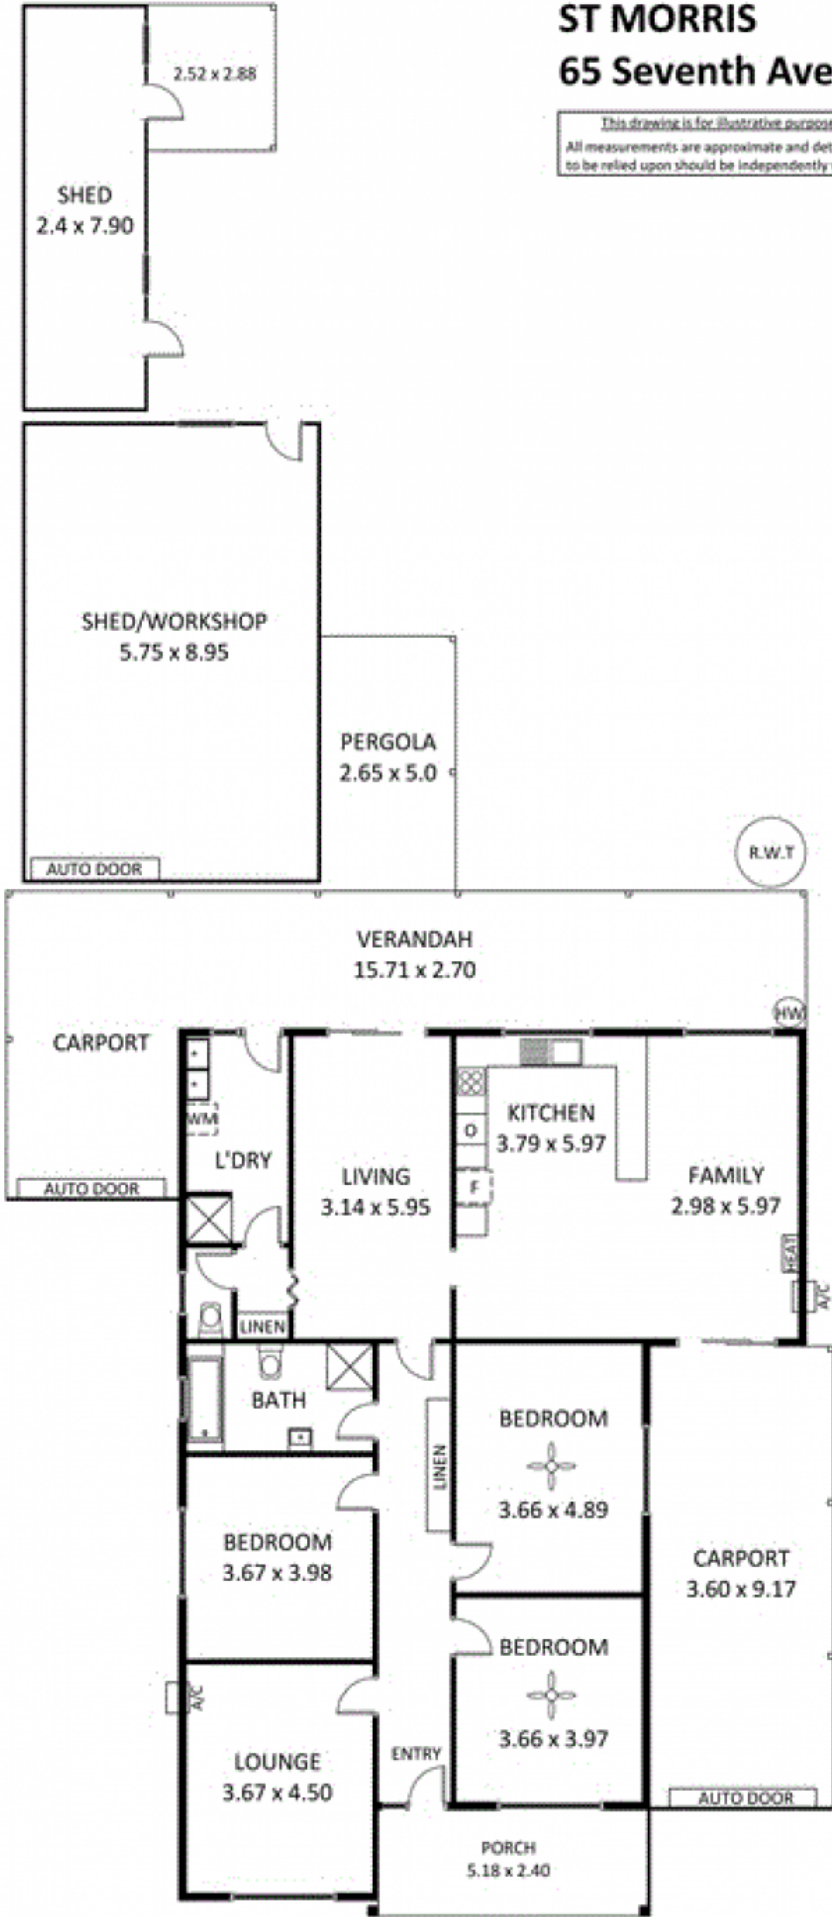 ST MORRIS
65 Seventh Ave
This drawing is for illustrative purpose
All measurements are approximate and det
to be relied upon should be independently
2.52 x 2.88
SHED
2.4 x 7.90
SHED/WORKSHOP
5.75 x 8.95
PERGOLA
2.65 x 5.0
AUTO DOOR
R.W.T
VERANDAH
15.71 x 2.70
HW
CARPORT
AUTO DOOR
WM
L'DRY
LIVING
3.14 x 5.95
KITCHEN
3.79 x 5.97
O
F
FAMILY
2.98 x 5.97
HEAT
A/C
LINEN
BATH
LINEN
BEDROOM
3.66 x 4.89
BEDROOM
3.67 x 3.98
CARPORT
3.60 x 9.17
BEDROOM
3.66 x 3.97
A/C
LOUNGE
3.67 x 4.50
ENTRY
AUTO DOOR
PORCH
5.18 x 2.40